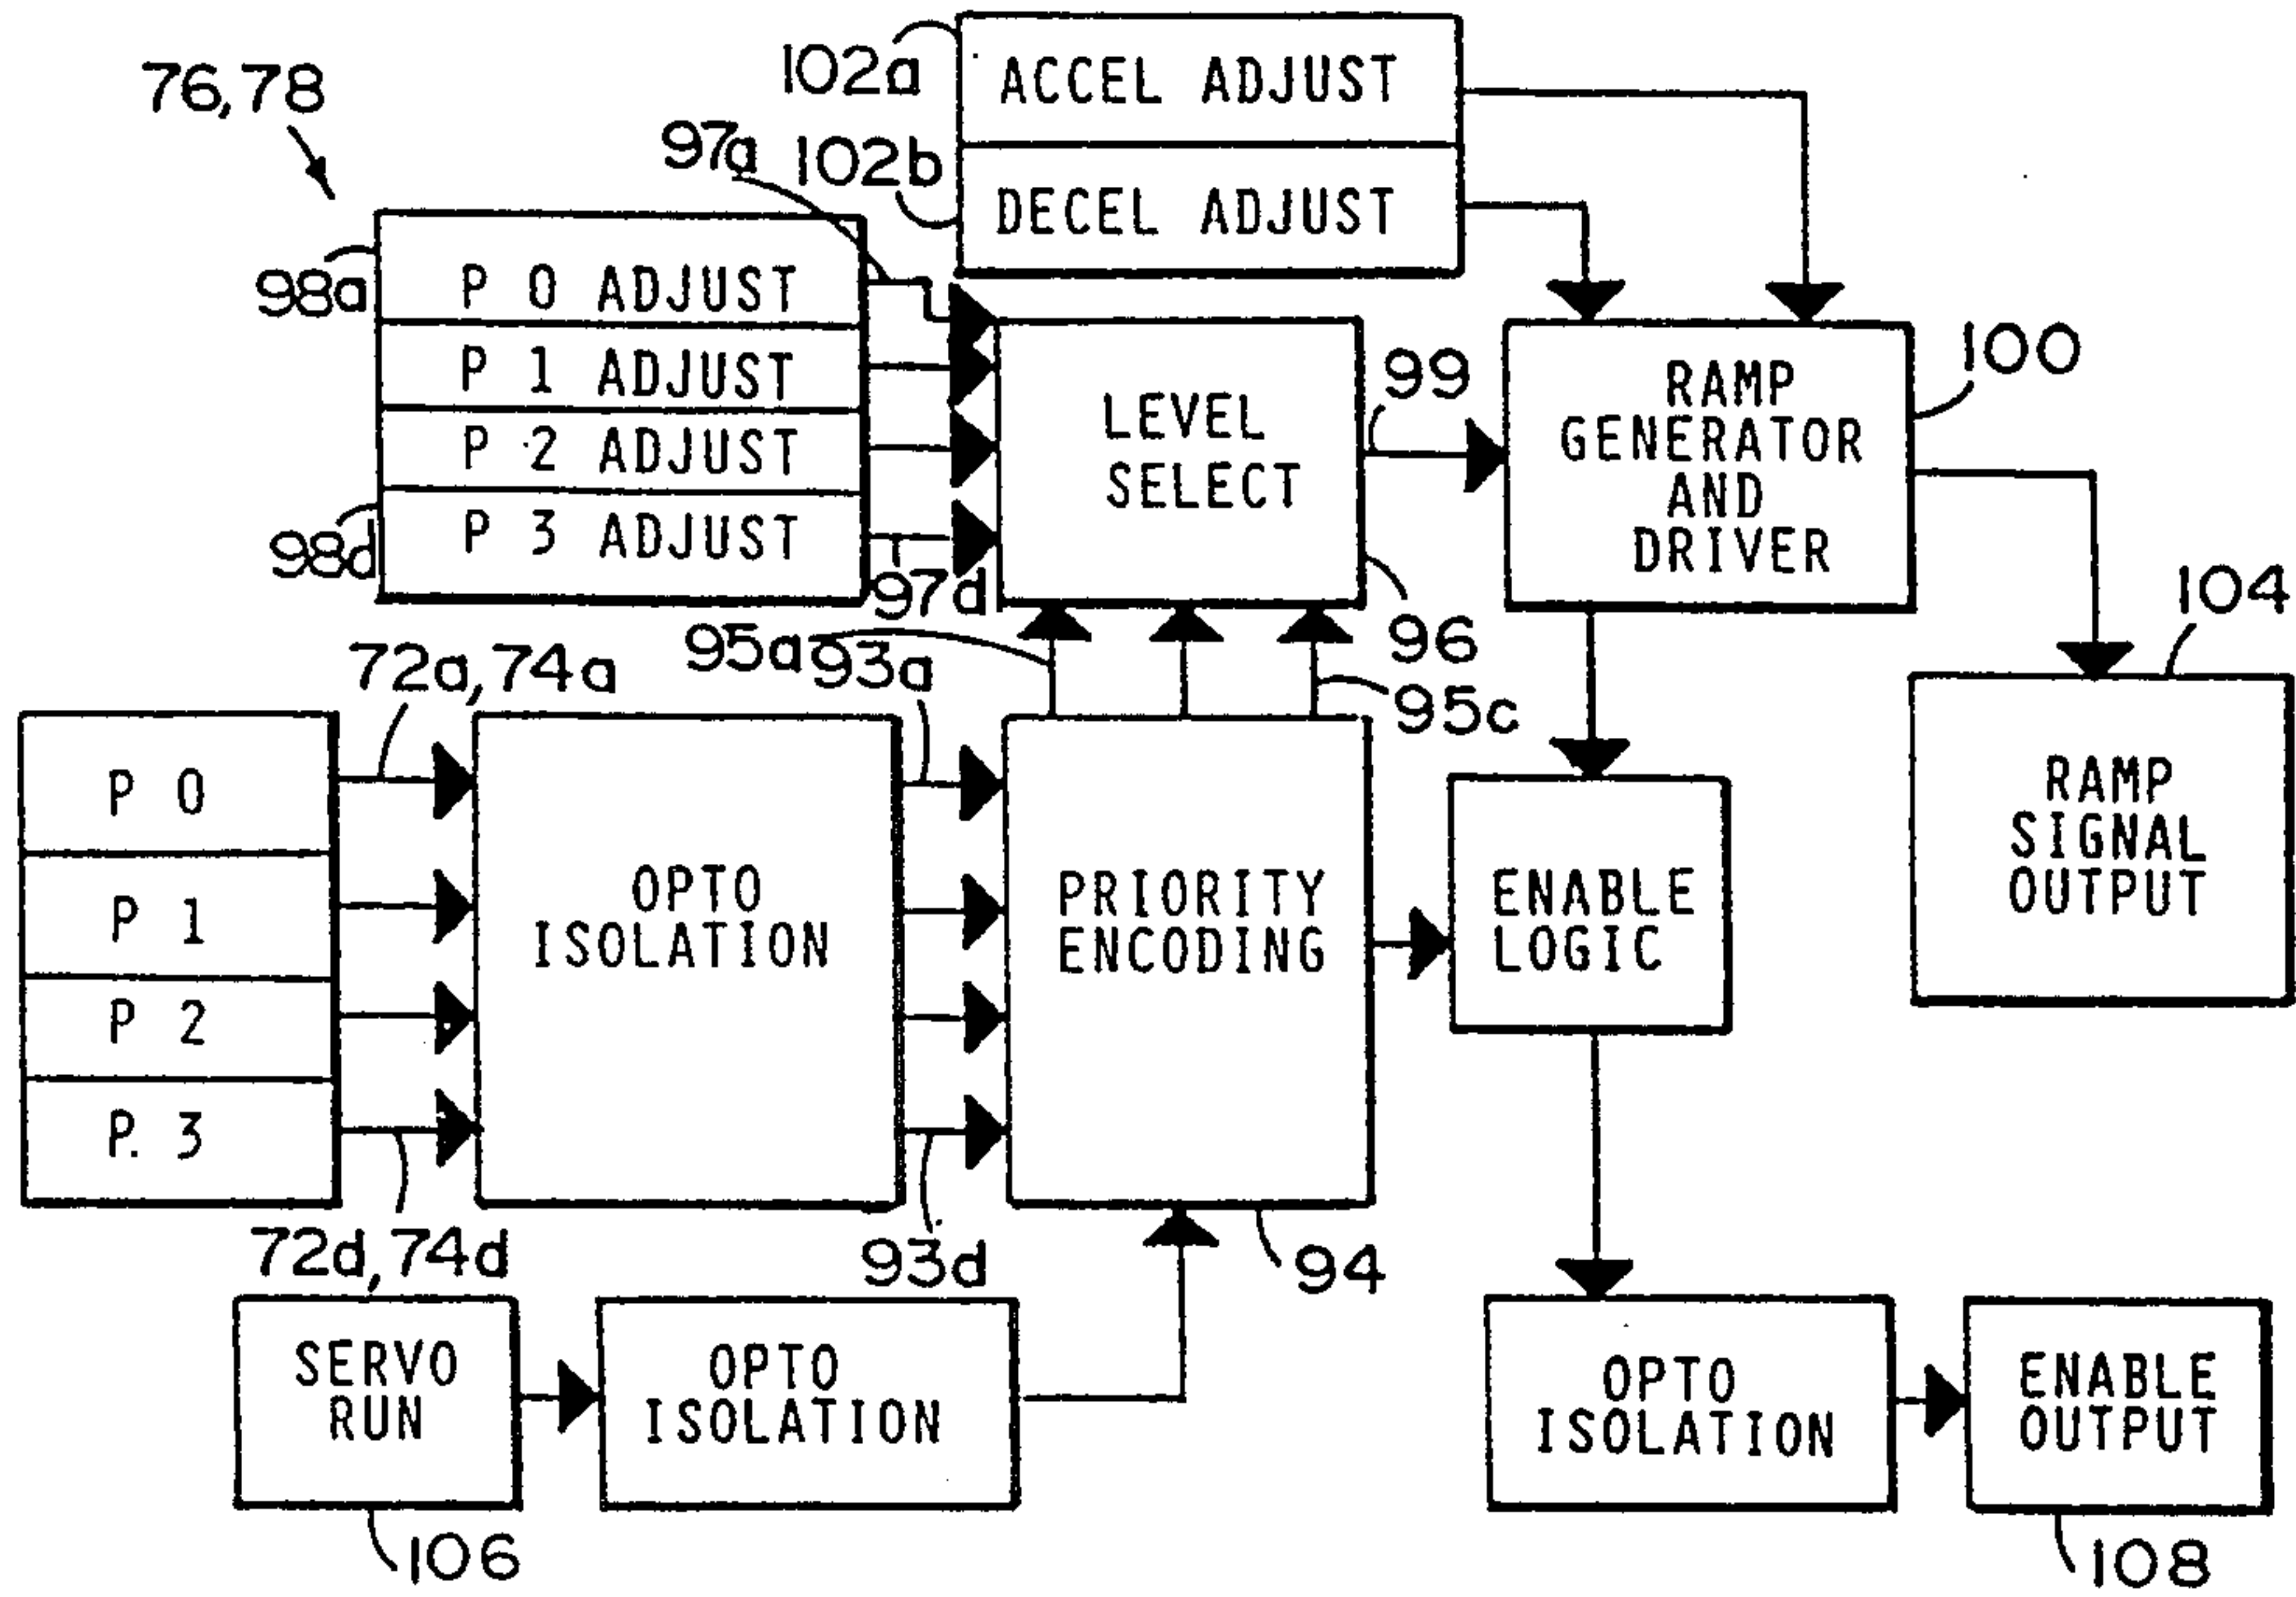 76,78
102a
ACCEL ADJUST
97a
102b
DECEL ADJUST
98a
P 0 ADJUST
P 1 ADJUST
P 2 ADJUST
P 3 ADJUST
98d
97d
LEVEL
SELECT
99
RAMP
GENERATOR
AND
DRIVER
100
96
104
95a
93a
95c
72a,74a
P 0
P 1
P 2
P. 3
OPTO
ISOLATION
PRIORITY
ENCODING
ENABLE
LOGIC
RAMP
SIGNAL
OUTPUT
72d,74d
93d
94
SERVO
RUN
OPTO
ISOLATION
OPTO
ISOLATION
ENABLE
OUTPUT
106
108